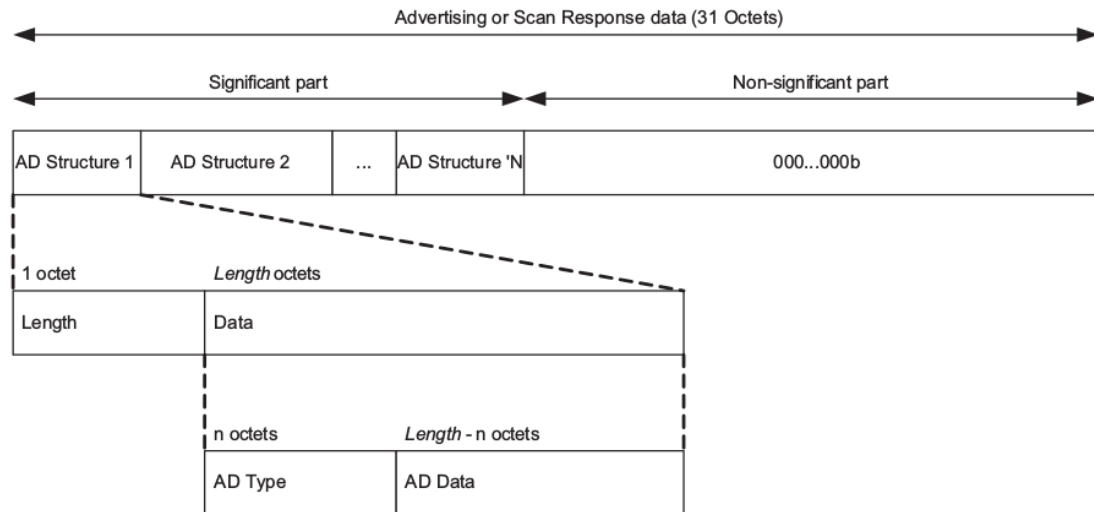 Advertising or Scan Response data (31 Octets)
Significant part
Non-significant part
AD Structure 1
AD Structure 2
...
AD Structure 'N
000...000b
1 octet
Length octets
Length
Data
n octets
Length - n octets
AD Type
AD Data